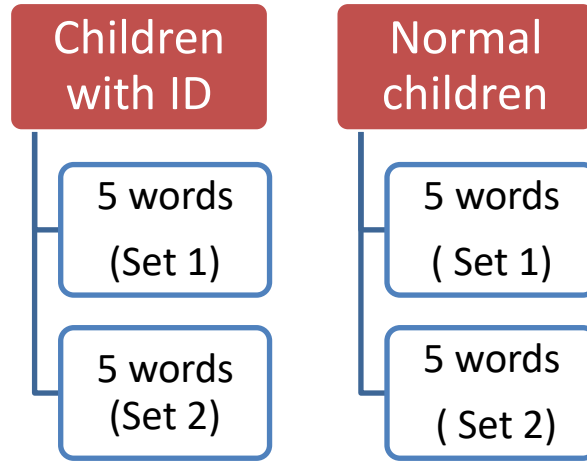 Children
with ID
5 words
(Set 1)
5 words
(Set 2)
Normal
children
5 words
( Set 1)
5 words
( Set 2)